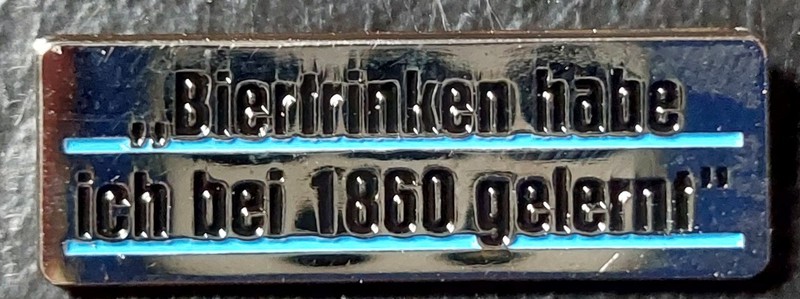 „Biertrinken habe
ich bei 1860 gelernt"